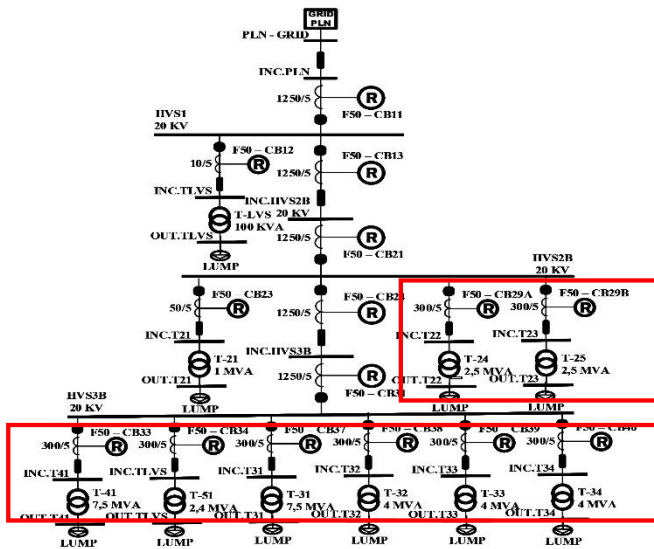 GRID
PLN
PLN - GRID
INC.PLN
1250/5
R
F50 – CB11
HVS1
20 KV
F50 – CB12
10/5
R
F50 – CB13
1250/5
R
INC.TLVS
INC.HVS2B
20 KV
T-LVS
100 KVA
OUT.TLVS
LUMP
1250/5
R
F50 – CB21
HVS2B
20 KV
F50 – CB23
50/5
R
1250/5
R
F50 – CB29A
300/5
R
F50 – CB29B
300/5
R
INC.T21
INC.HVS3B
INC.T22
INC.T23
T-21
1 MVA
OUT.T21
LUMP
1250/5
R
T-24
2,5 MVA
OUT.T22
LUMP
T-25
2,5 MVA
OUT.T23
LUMP
HVS3B
20 KV
F50 – CB33
F50 – CB34
F50 – CB37
F50 – CB38
F50 – CB39
300/5
R
300/5
R
300/5
R
300/5
R
300/5
R
300/5
R
INC.T41
INC.TLVS
INC.T31
INC.T32
INC.T33
INC.T34
T-41
7,5 MVA
T-51
2,4 MVA
T-31
7,5 MVA
T-32
4 MVA
T-33
4 MVA
T-34
4 MVA
OUT.T41
OUT.TLVS
OUT.T31
OUT.T32
OUT.T33
OUT.T34
LUMP
LUMP
LUMP
LUMP
LUMP
LUMP